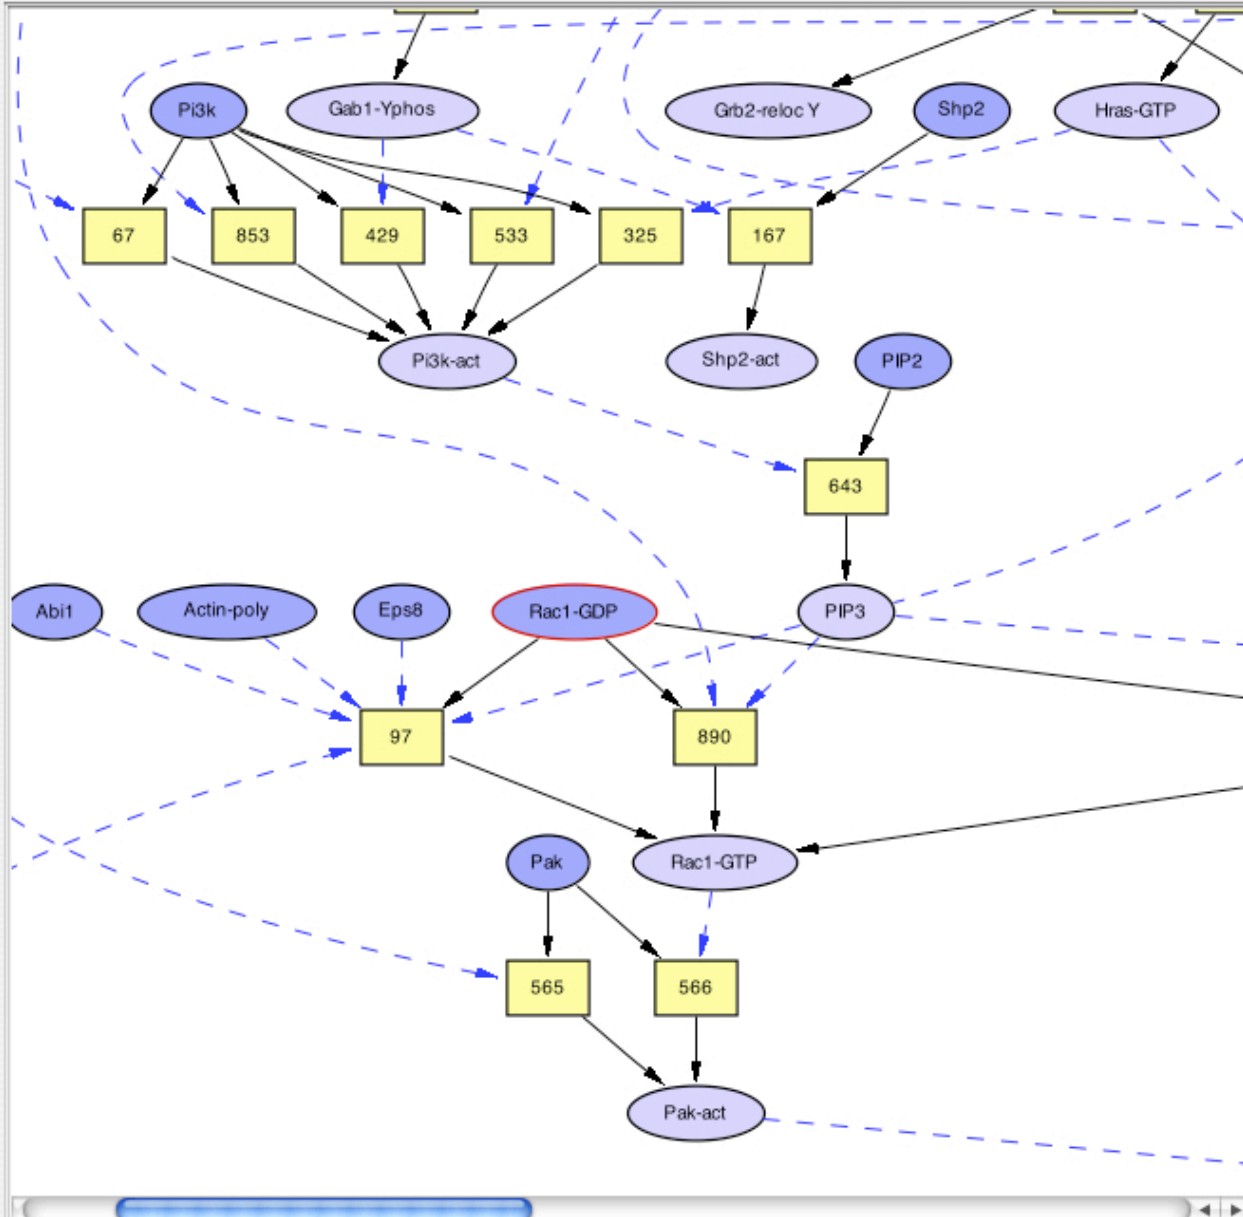 Pi3k
Gab1-Yphos
Grb2-reloc Y
Shp2
Hras-GTP
67
853
429
533
325
167
Pi3k-act
Shp2-act
PIP2
643
Abi1
Actin-poly
Eps8
Rac1-GDP
PIP3
97
890
Pak
Rac1-GTP
565
566
Pak-act